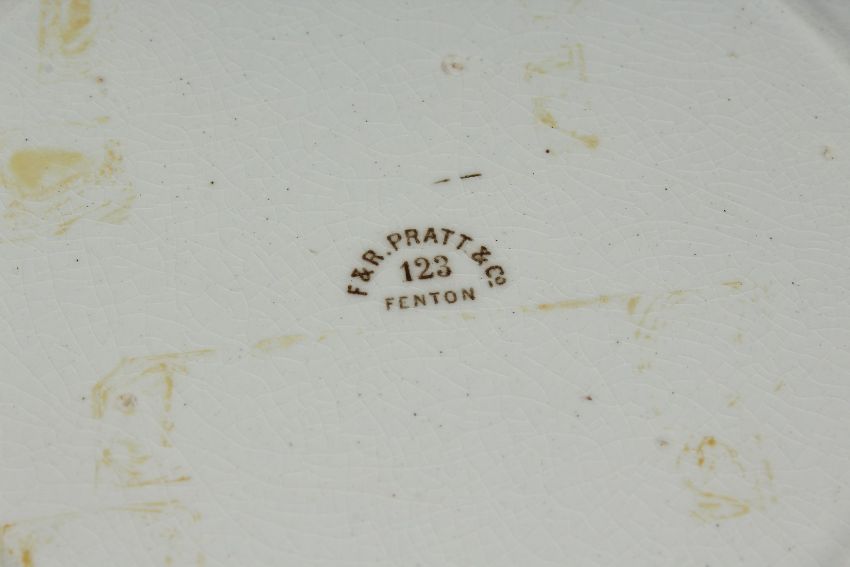 F & R. PRATT. & Co.
123
FENTON